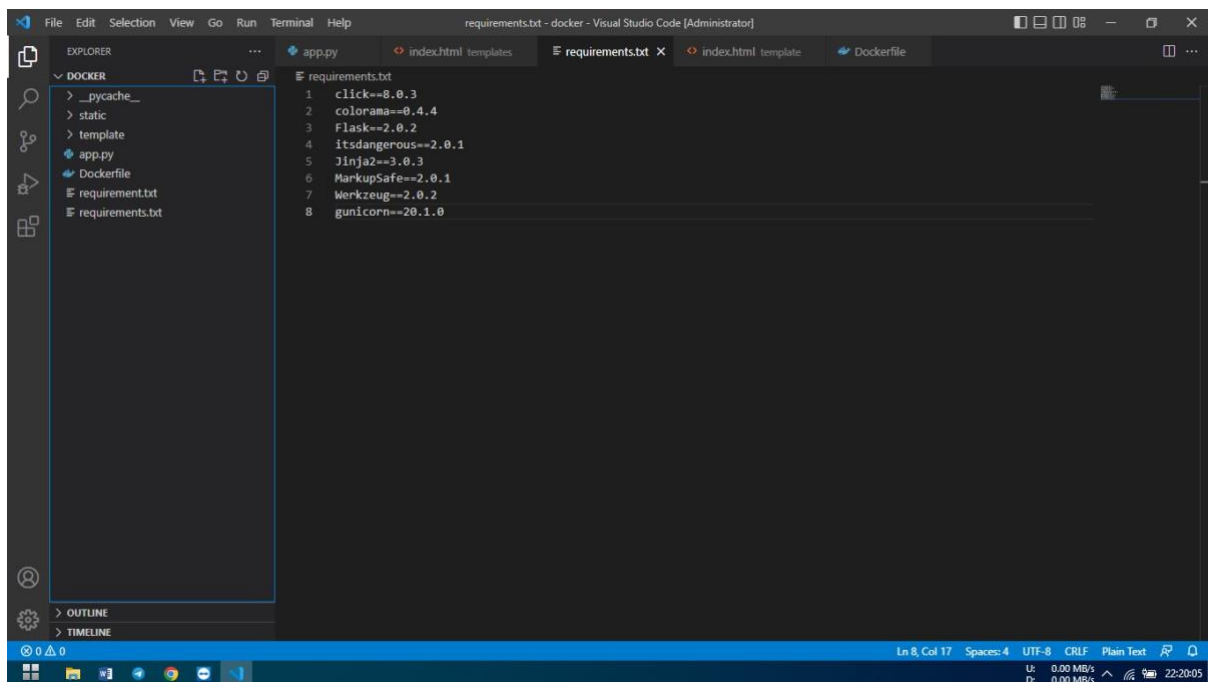 File Edit Selection View Go Run Terminal Help
requirements.txt - docker - Visual Studio Code [Administrator]
EXPLORER
app.py
index.html templates
requirements.txt
index.html template
Dockerfile
DOCKER
requirements.txt
__pycache__
static
template
app.py
Dockerfile
requirement.txt
requirements.txt
1 click==8.0.3
2 colorama==0.4.4
3 Flask==2.0.2
4 itsdangerous==2.0.1
5 Jinja2==3.0.3
6 MarkupSafe==2.0.1
7 Werkzeug==2.0.2
8 gunicorn==20.1.0
OUTLINE
TIMELINE
0 0
Ln 8, Col 17 Spaces: 4 UTF-8 CRLF Plain Text
U: 0.00 MB/s
D: 0.00 MB/s
22:20:05